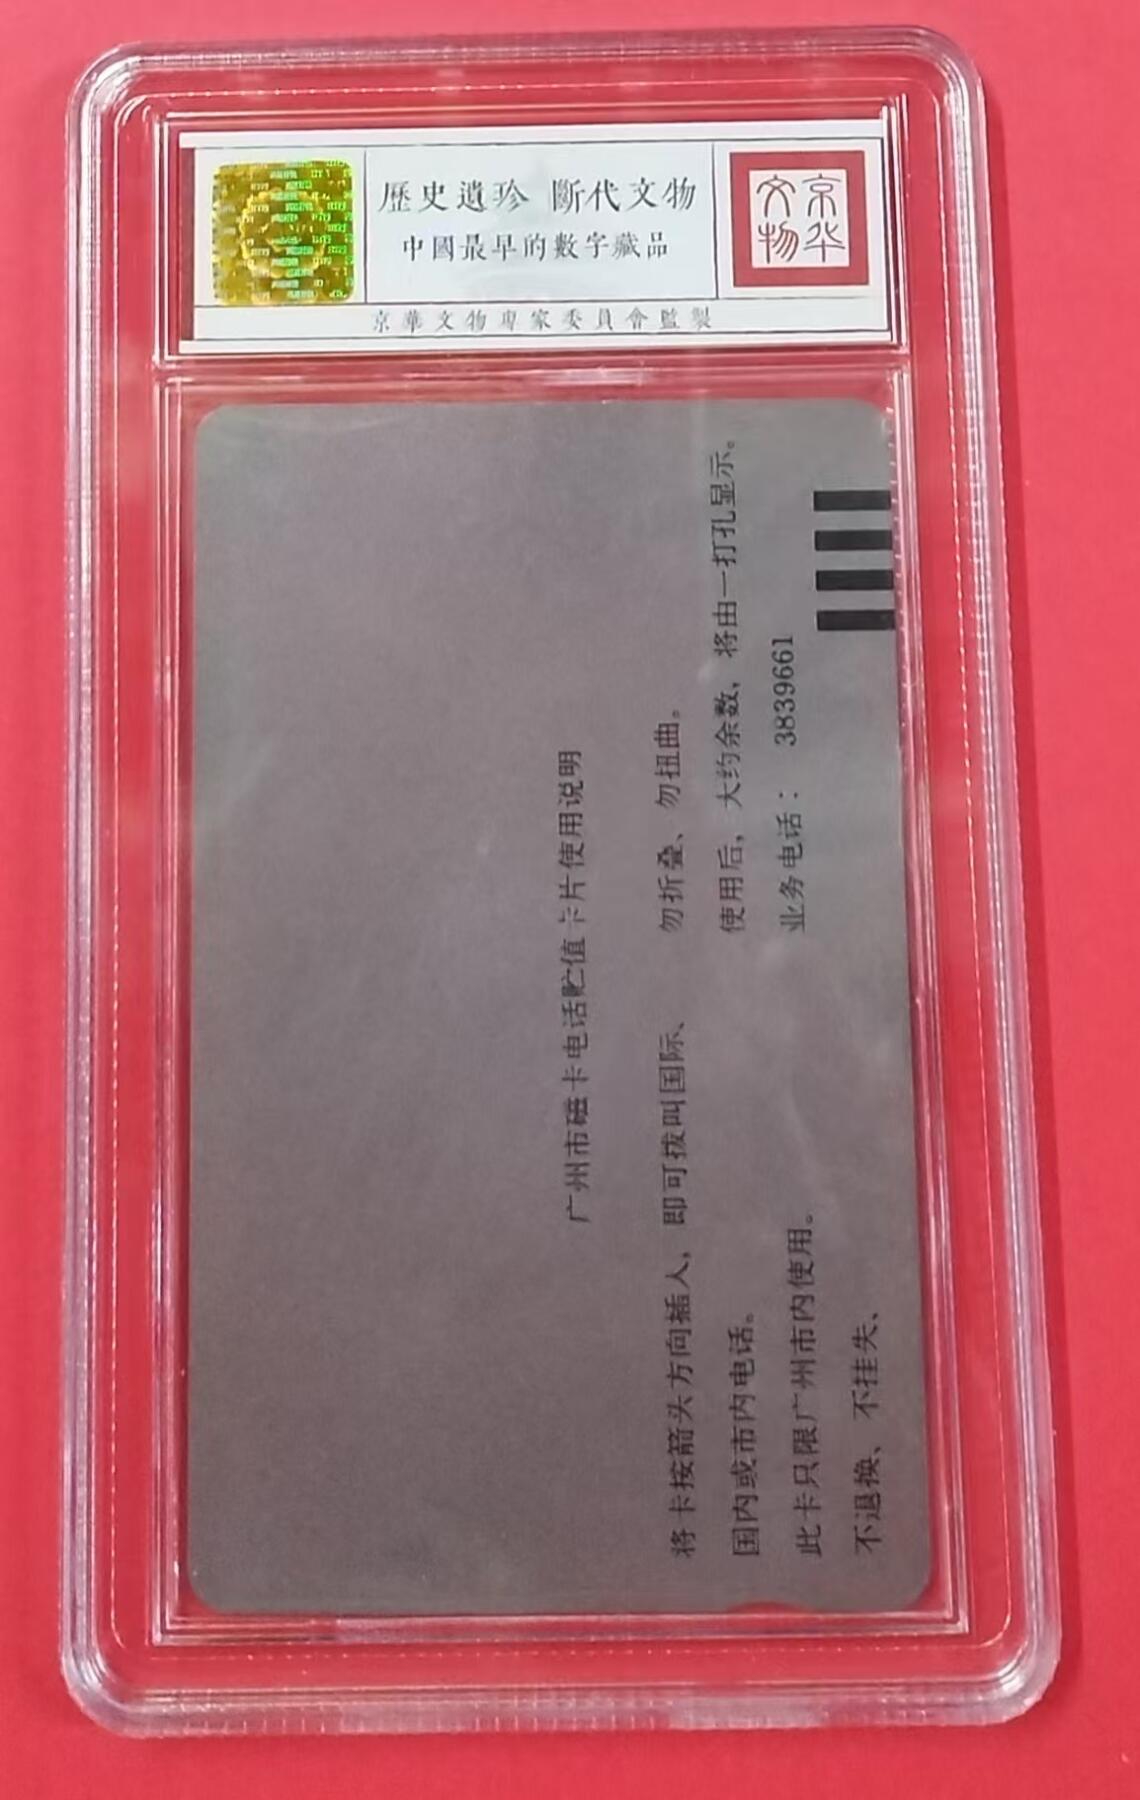 歷史遺珍 斷代文物
中國最早的數字藏品
京华
文物
京華文物專家委員會監製
广州市磁卡电话贮值卡片使用说明
将卡按箭头方向插入，即可拨叫国际、
国内或市内电话。
此卡只限广州市内使用。
不退换、不挂失、
勿折叠、勿扭曲。
使用后，大约余数，将由一打孔显示。
业务电话： 3839661